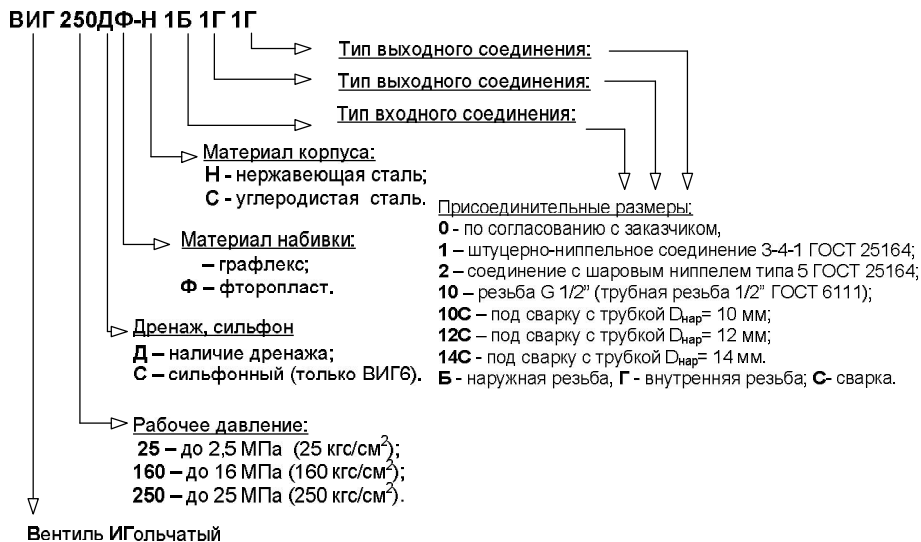 ВИГ 250ДФ-Н 1Б 1Г 1Г
Тип выходного соединения:
Тип выходного соединения:
Тип входного соединения:
Материал корпуса:
Н - нержавеющая сталь;
С - углеродистая сталь.
Присоединительные размеры:
0 - по согласованию с заказчиком,
1 – штуцерно-ниппельное соединение 3-4-1 ГОСТ 25164;
2 – соединение с шаровым ниппелем типа 5 ГОСТ 25164;
10 – резьба G 1/2” (трубная резьба 1/2” ГОСТ 6111);
10С – под сварку с трубкой Dнар= 10 мм;
12С – под сварку с трубкой Dнар= 12 мм;
14С - под сварку с трубкой Dнар= 14 мм.
Б - наружная резьба, Г - внутренняя резьба; С- сварка.
Материал набивки:
– графлекс;
Ф – фторопласт.
Дренаж, сильфон
Д – наличие дренажа;
С – сильфонный (только ВИГ6).
Рабочее давление:
25 – до 2,5 МПа (25 кгс/см²);
160 – до 16 МПа (160 кгс/см²);
250 – до 25 МПа (250 кгс/см²).
Вентиль ИГольчатый